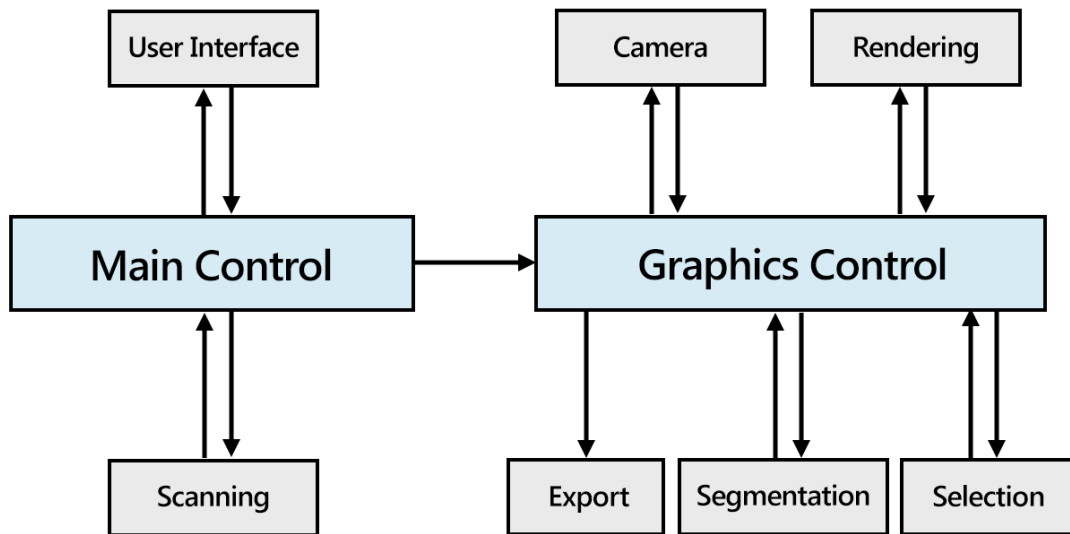 User Interface
Camera
Rendering
Main Control
Graphics Control
Scanning
Export
Segmentation
Selection